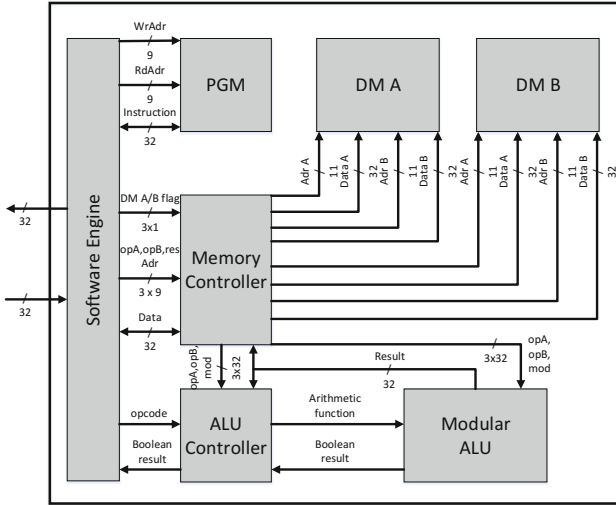 WrAdr
9
RdAdr
9
Instruction
32
PGM
DM A
DM B
Adr A
11
Data A
32
Adr B
11
Data B
32
Adr A
11
Data A
32
Adr B
11
Data B
32
Software Engine
32
32
DM A/B flag
3x1
opA,opB,res
Adr
3 x 9
Data
32
Memory
Controller
opA,opB,
mod
3x32
Result
32
3x32
opA,
opB,
mod
opcode
Boolean
result
ALU
Controller
Arithmetic
function
Boolean
result
Modular
ALU